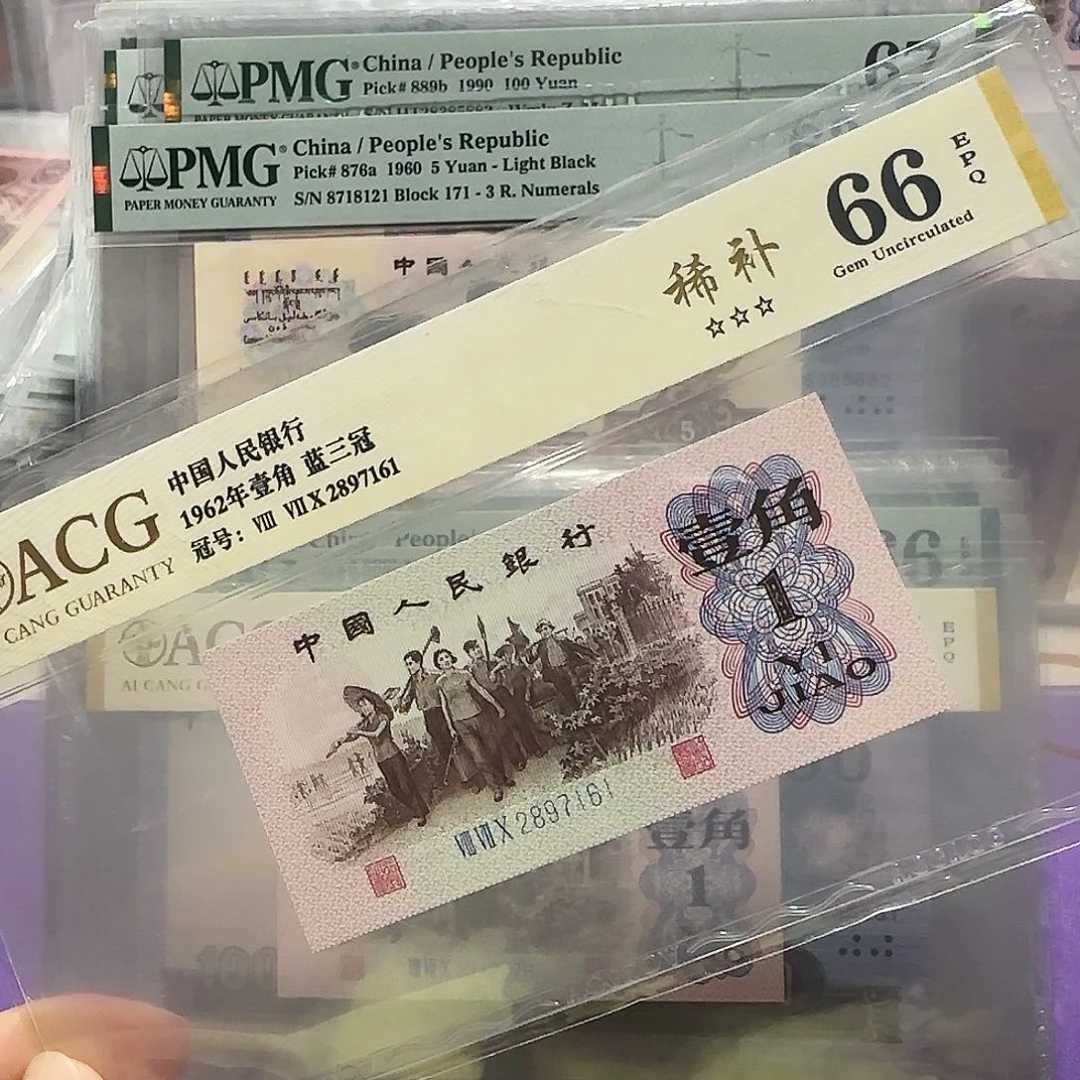 PMG China / People's Republic
Pick# 889b 1990 100 Yuan
PMG China / People's Republic
Pick# 876a 1960 5 Yuan - Light Black
PAPER MONEY GUARANTY S/N 8718121 Block 171 - 3 R. Numerals
66 EPQ
Gem Uncirculated
稀补
☆☆☆
中国人民银行
1962年壹角 蓝三冠
冠号: Ⅷ Ⅶ X 2897161
ACG
CANG GUARANTY
中國人民銀行
壹角
1
YI
JIAO
ⅧⅦX 2897161
66
EPQ
AI CANG G
壹角
1